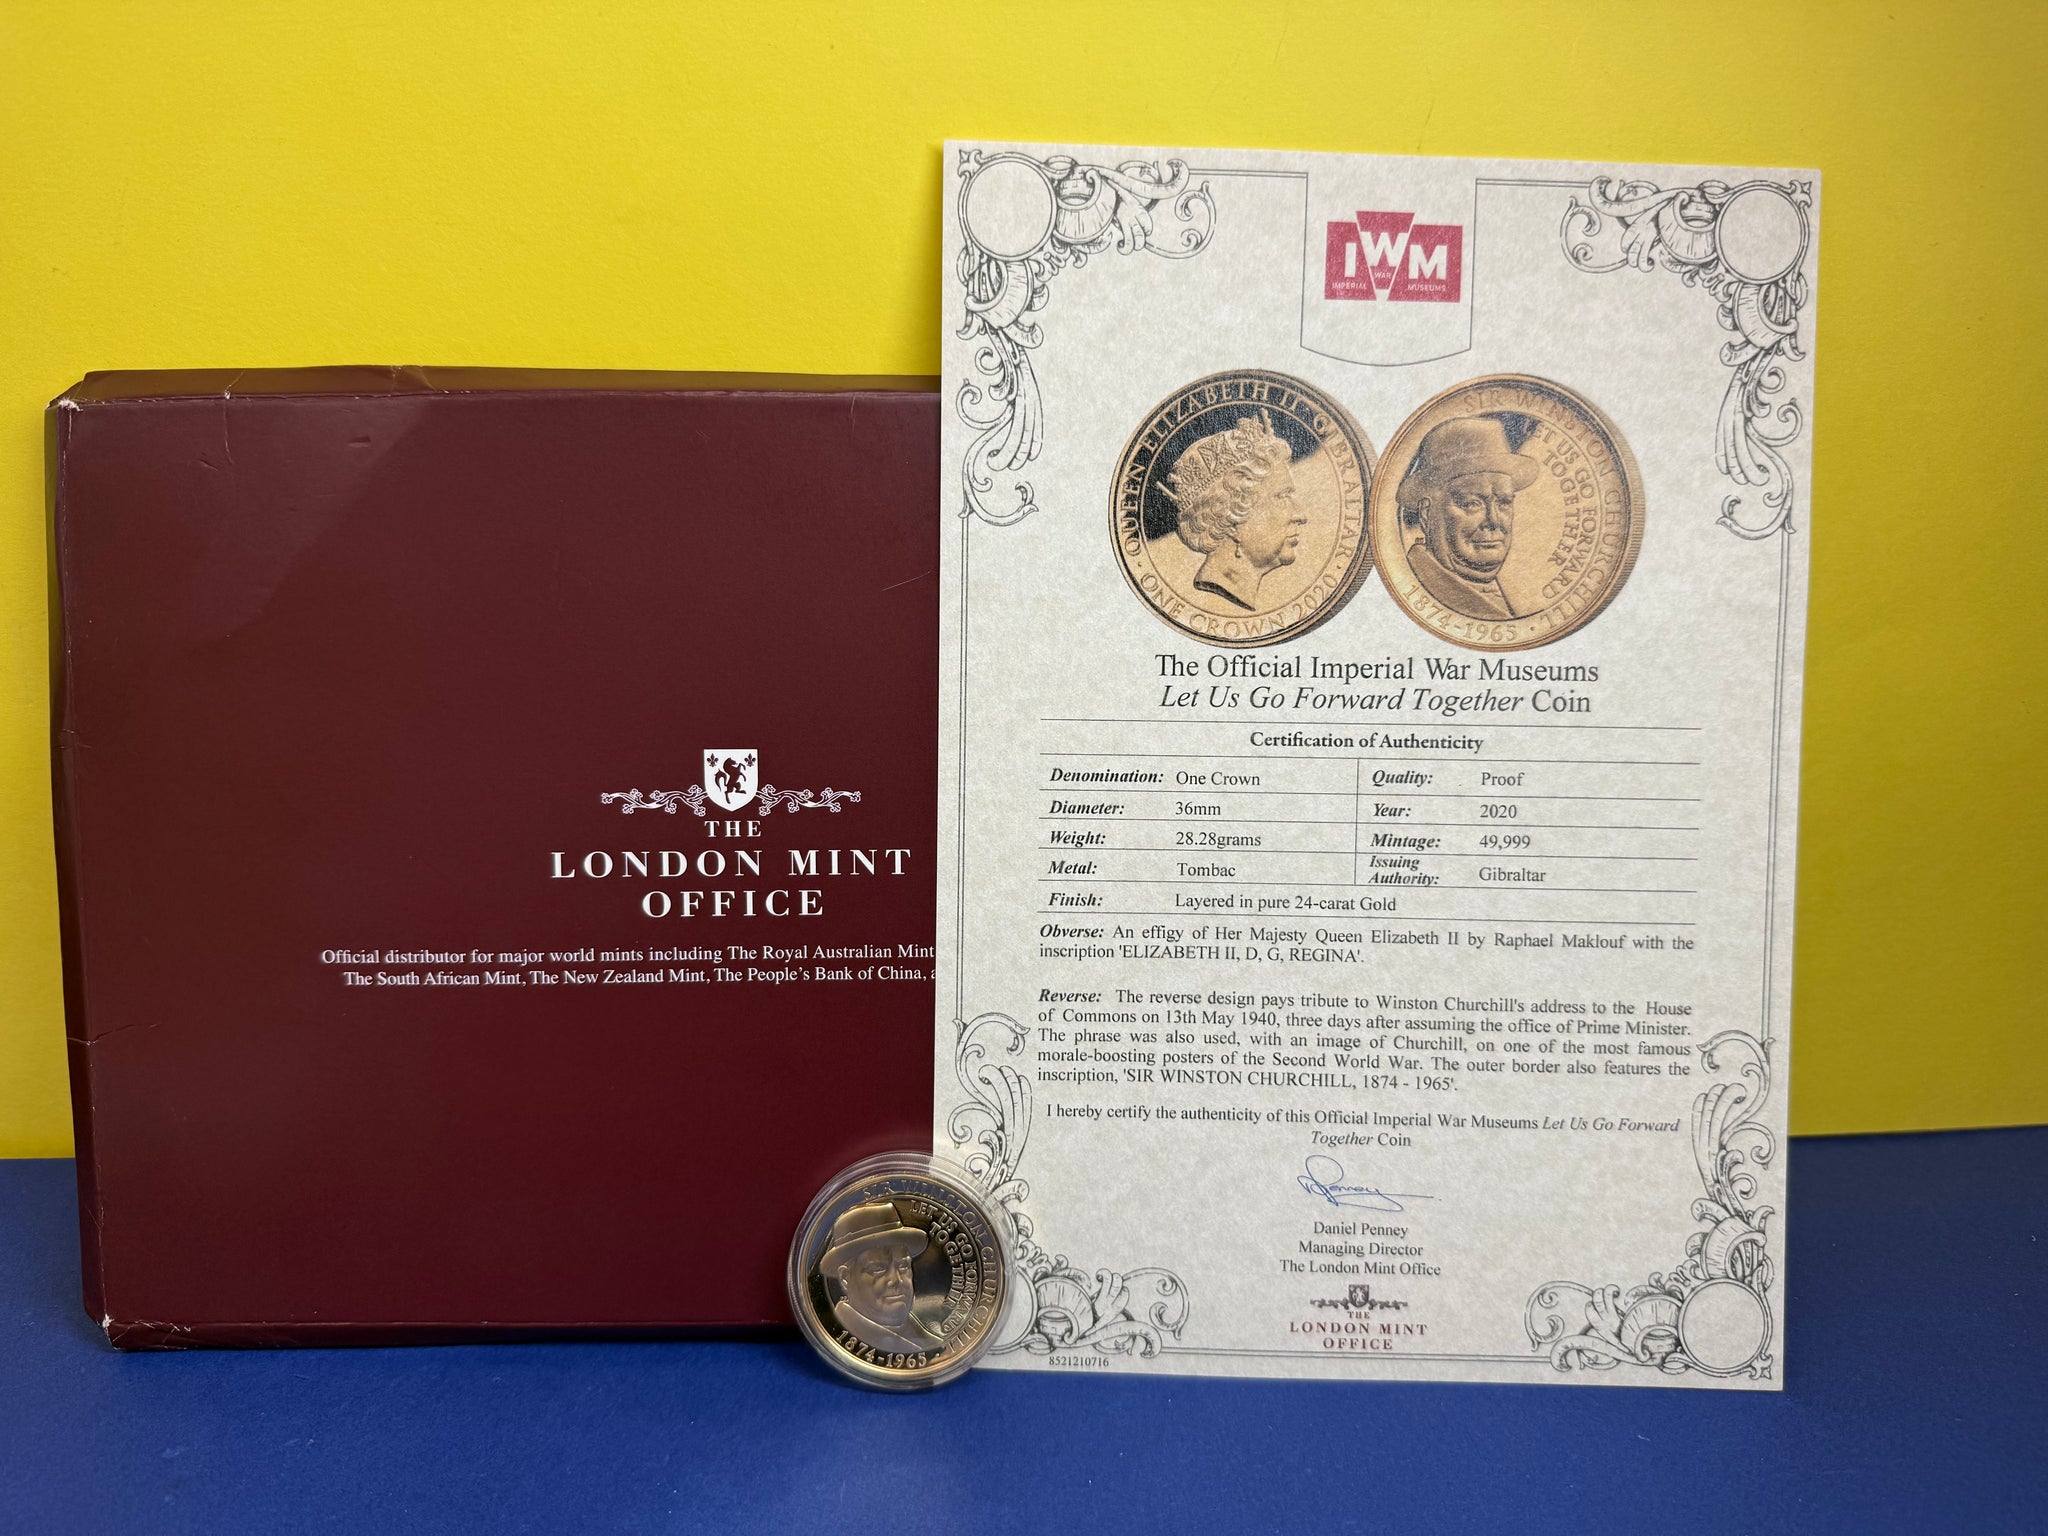 THE
LONDON MINT
OFFICE
Official distributor for major world mints including The Royal Australian Mint
The South African Mint, The New Zealand Mint, The People's Bank of China,
SIR WINSTON CHURCHILL
LET US GO FORWARD
TOGETHER
1874-1965
IWM
IMPERIAL WAR MUSEUMS
QUEEN ELIZABETH II · GIBRALTAR
· ONE CROWN 2020 ·
SIR WINSTON CHURCHILL ·
LET US GO FORWARD
TOGETHER
1874-1965
The Official Imperial War Museums
Let Us Go Forward Together Coin
Certification of Authenticity
Denomination: One Crown Quality: Proof
Diameter: 36mm Year: 2020
Weight: 28.28grams Mintage: 49,999
Metal: Tombac Issuing Authority: Gibraltar
Finish: Layered in pure 24-carat Gold
Obverse: An effigy of Her Majesty Queen Elizabeth II by Raphael Maklouf with the
inscription 'ELIZABETH II, D, G, REGINA'.
Reverse: The reverse design pays tribute to Winston Churchill's address to the House
of Commons on 13th May 1940, three days after assuming the office of Prime Minister.
The phrase was also used, with an image of Churchill, on one of the most famous
morale-boosting posters of the Second World War. The outer border also features the
inscription, 'SIR WINSTON CHURCHILL, 1874 - 1965'.
I hereby certify the authenticity of this Official Imperial War Museums Let Us Go Forward
Together Coin
Daniel Penney
Managing Director
The London Mint Office
THE
LONDON MINT
OFFICE
8521210716